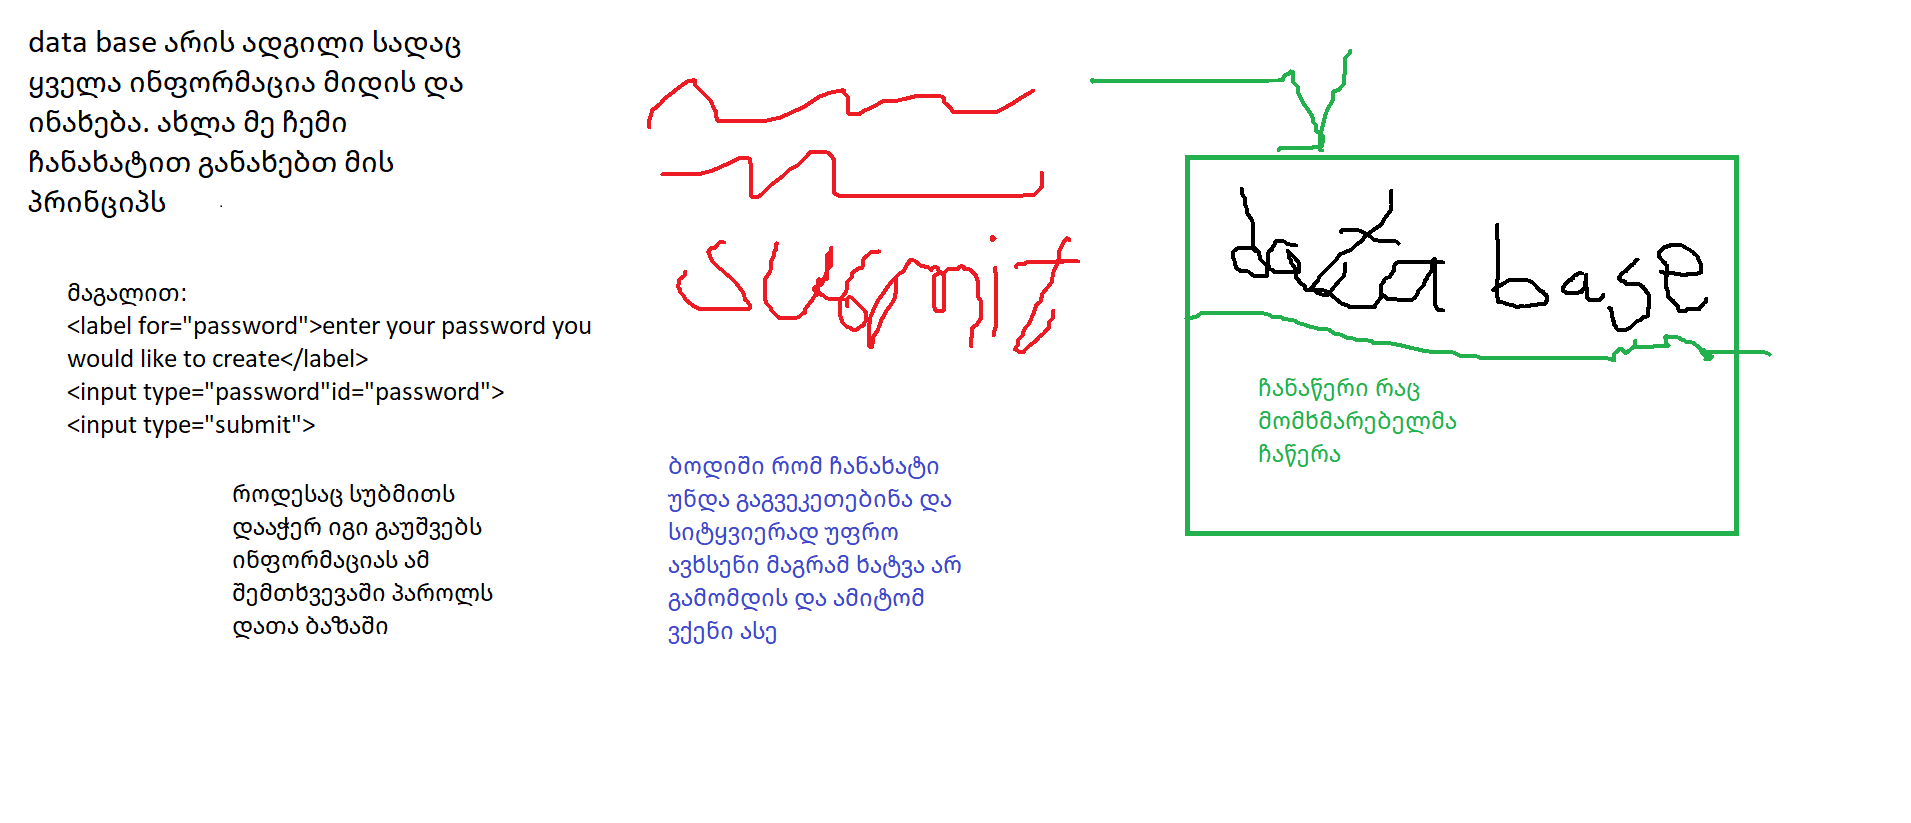 data base არის ადგილი სადაც
ყველა ინფორმაცია მიდის და
ინახება. ახლა მე ჩემი
ჩანახატით განახებთ მის
პრინციპს
მაგალით:
<label for="password">enter your password you
would like to create</label>
<input type="password"id="password">
<input type="submit">
როდესაც სუბმითს
დააჭერ იგი გაუშვებს
ინფორმაციას ამ
შემთხვევაში პაროლს
დათა ბაზაში
submit
ბოდიში რომ ჩანახატი
უნდა გაგვეკეთებინა და
სიტყვიერად უფრო
ავხსენი მაგრამ ხატვა არ
გამომდის და ამიტომ
ვქენი ასე
data base
ჩანაწერი რაც
მომხმარებელმა
ჩაწერა